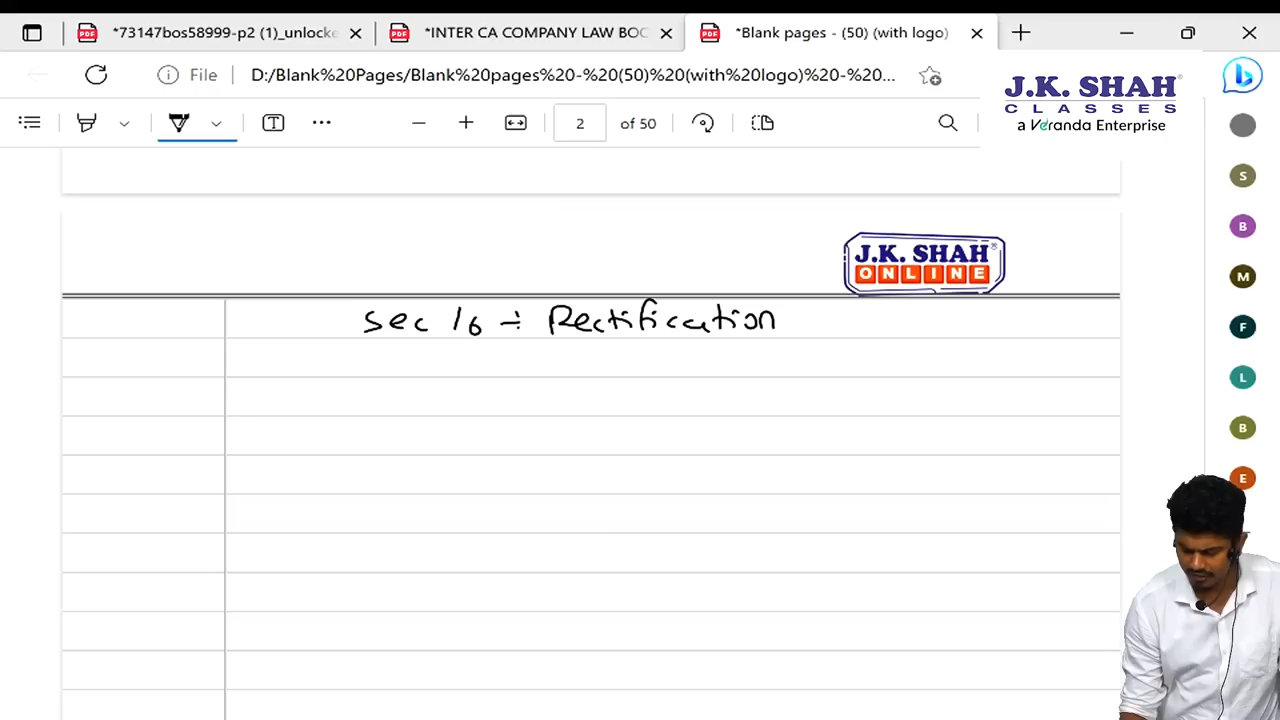 *73147bos58999-p2 (1)_unlocke
*INTER CA COMPANY LAW BOC
*Blank pages - (50) (with logo)
File
D:/Blank%20Pages/Blank%20pages%20-%20(50)%20(with%20logo)%20-%20...
J.K. SHAH
CLASSES
a Veranda Enterprise
2 of 50
J.K. SHAH
ONLINE
Sec 16 ÷ Rectification
S
B
M
F
L
B
E